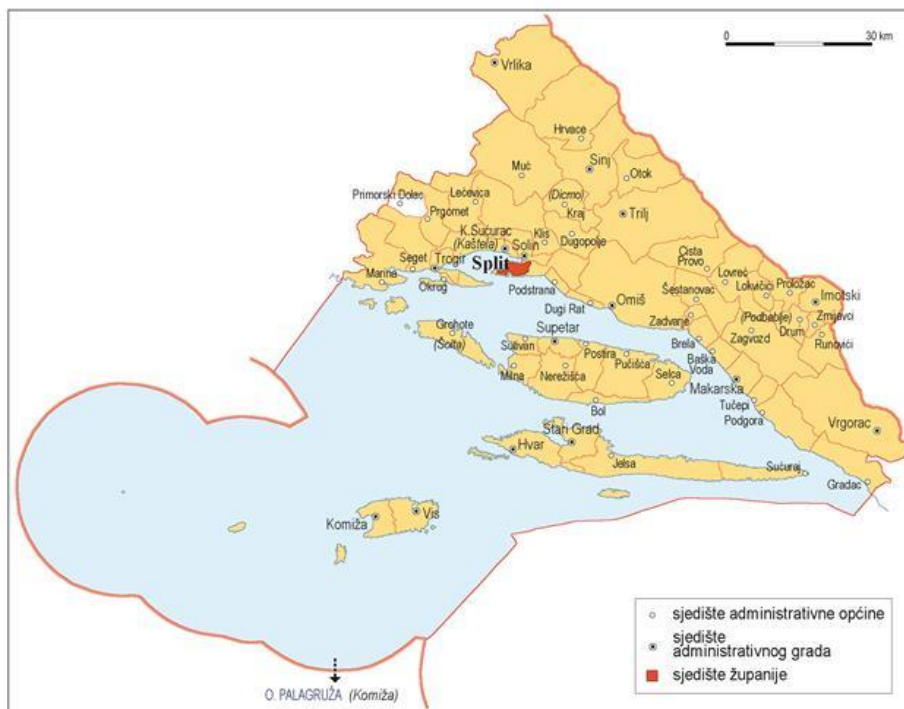 0 30 km
Vrlika
Hrvace
Sinj
Muć
Otok
Primorski Dolac
Lećevica
(Dicmo)
Kraj
Trilj
Prgomet
K.Sućurac
(Kaštela)
Solin
Klis
Dugopolje
Seget
Trogir
Split
Marina
Okrog
Podstrana
Cista
Provo
Lovreć
Lokvičići
Proložac
Šestanovac
Imotski
Dugi Rat
Omiš
Zadvarje
(Podbablje)
Zmijavci
Drum
Zagvozd
Runovići
Grohote
(Šolta)
Supetar
Sutivan
Postira
Pučišća
Brela
Baška
Voda
Milna
Nerežišća
Selca
Makarska
Bol
Tučepi
Podgora
Stari Grad
Vrgorac
Hvar
Jelsa
Sućuraj
Gradac
Komiža
Vis
sjedište administrativne općine
sjedište
administrativnog grada
sjedište županije
O. PALAGRUŽA (Komiža)